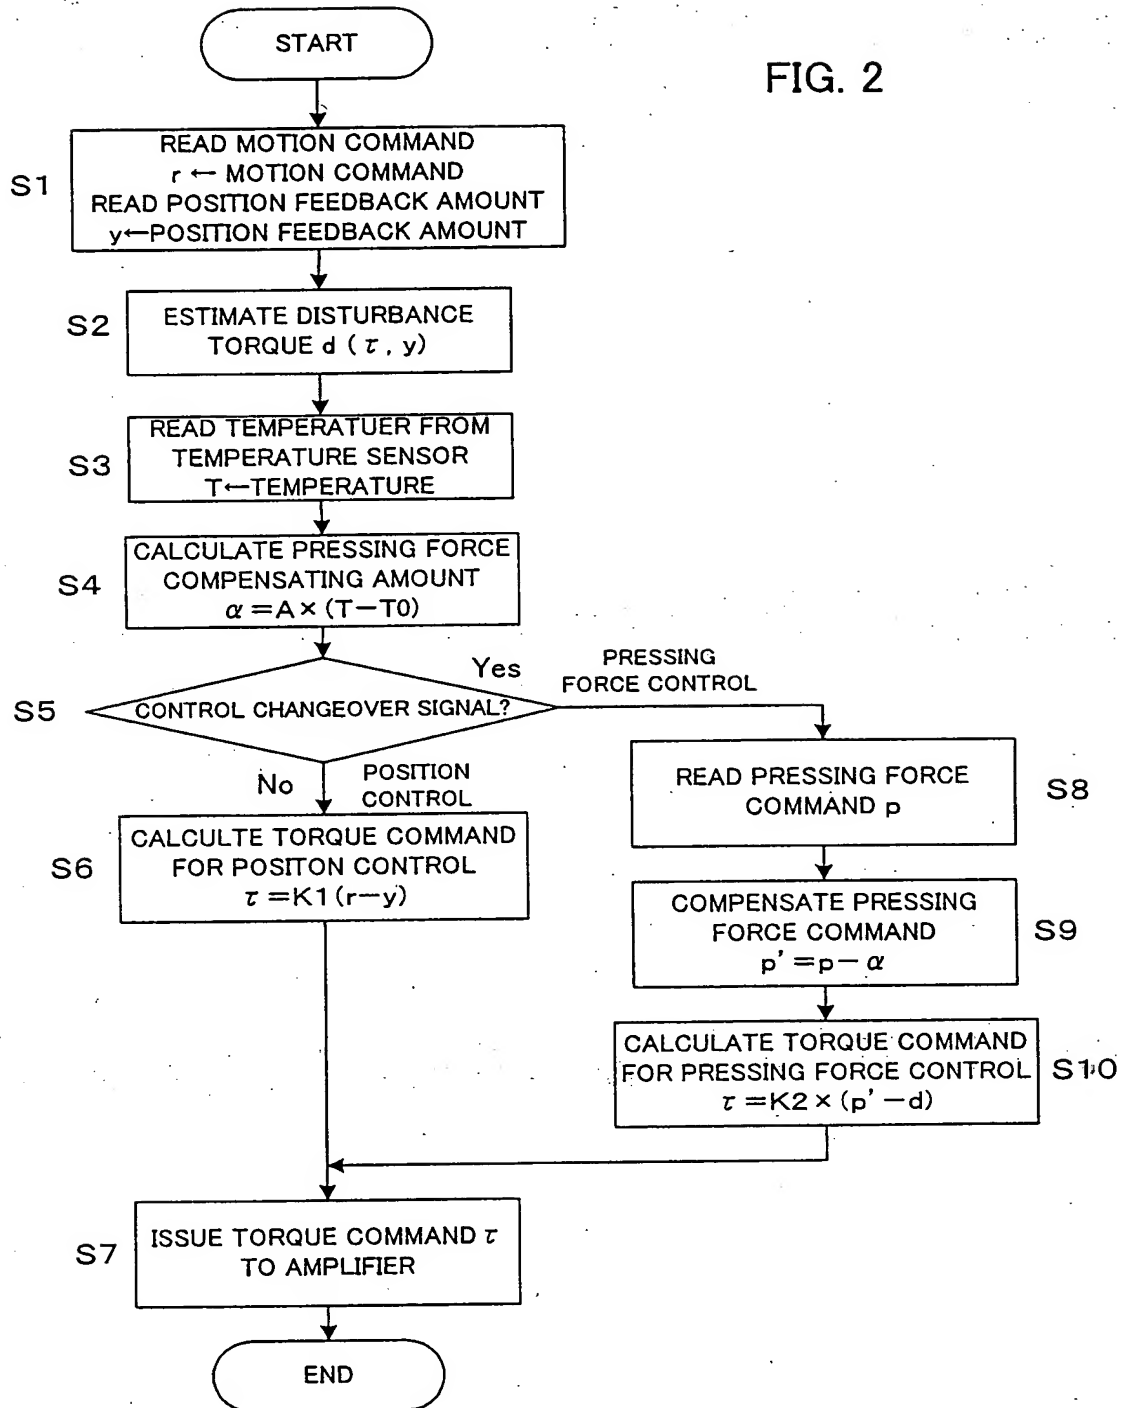 START
FIG. 2
S1
READ MOTION COMMAND
r ← MOTION COMMAND
READ POSITION FEEDBACK AMOUNT
y←POSITION FEEDBACK AMOUNT
S2
ESTIMATE DISTURBANCE
TORQUE d (τ, y)
S3
READ TEMPERATUER FROM
TEMPERATURE SENSOR
T←TEMPERATURE
S4
CALCULATE PRESSING FORCE
COMPENSATING AMOUNT
α=A×(T−T0)
S5
CONTROL CHANGEOVER SIGNAL?
Yes
PRESSING
FORCE CONTROL
No
POSITION
CONTROL
S6
CALCULTE TORQUE COMMAND
FOR POSITON CONTROL
τ=K1(r−y)
READ PRESSING FORCE
COMMAND p
S8
COMPENSATE PRESSING
FORCE COMMAND
p'=p−α
S9
CALCULATE TORQUE COMMAND
FOR PRESSING FORCE CONTROL
τ=K2×(p'−d)
S10
S7
ISSUE TORQUE COMMAND τ
TO AMPLIFIER
END